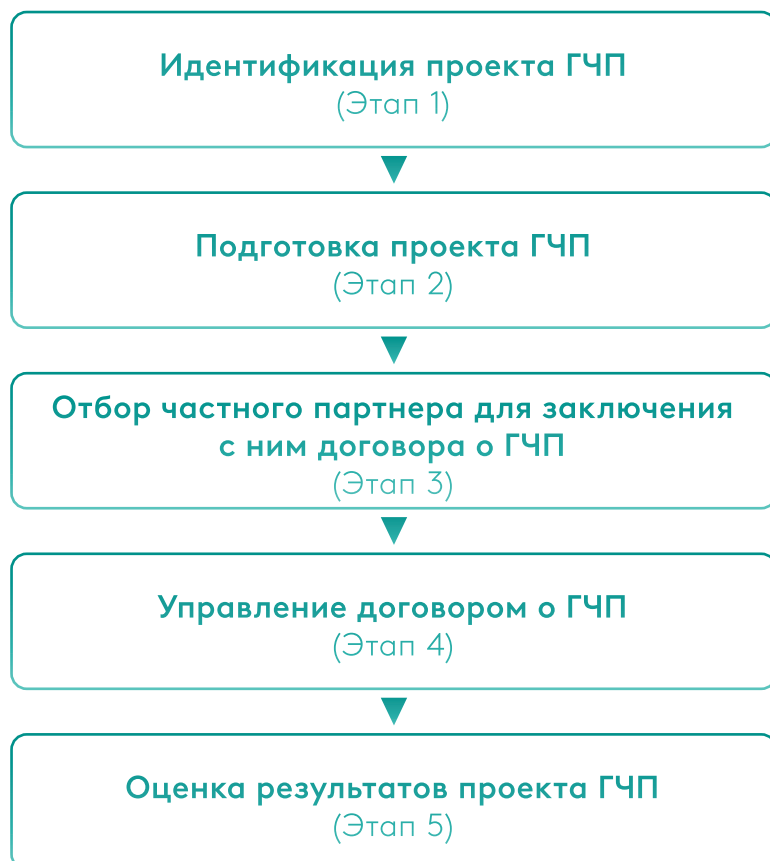 Идентификация проекта ГЧП
(Этап 1)
Подготовка проекта ГЧП
(Этап 2)
Отбор частного партнера для заключения
с ним договора о ГЧП
(Этап 3)
Управление договором о ГЧП
(Этап 4)
Оценка результатов проекта ГЧП
(Этап 5)